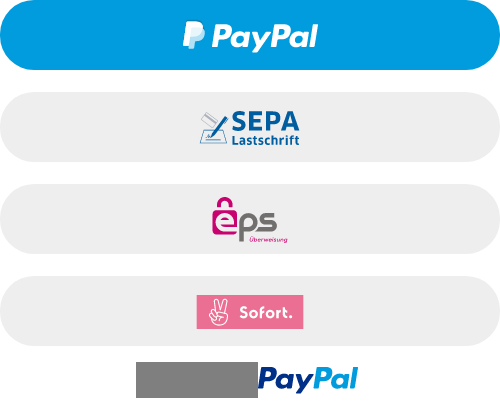 PayPal
SEPA
Lastschrift
eps
Überweisung
Sofort.
PayPal